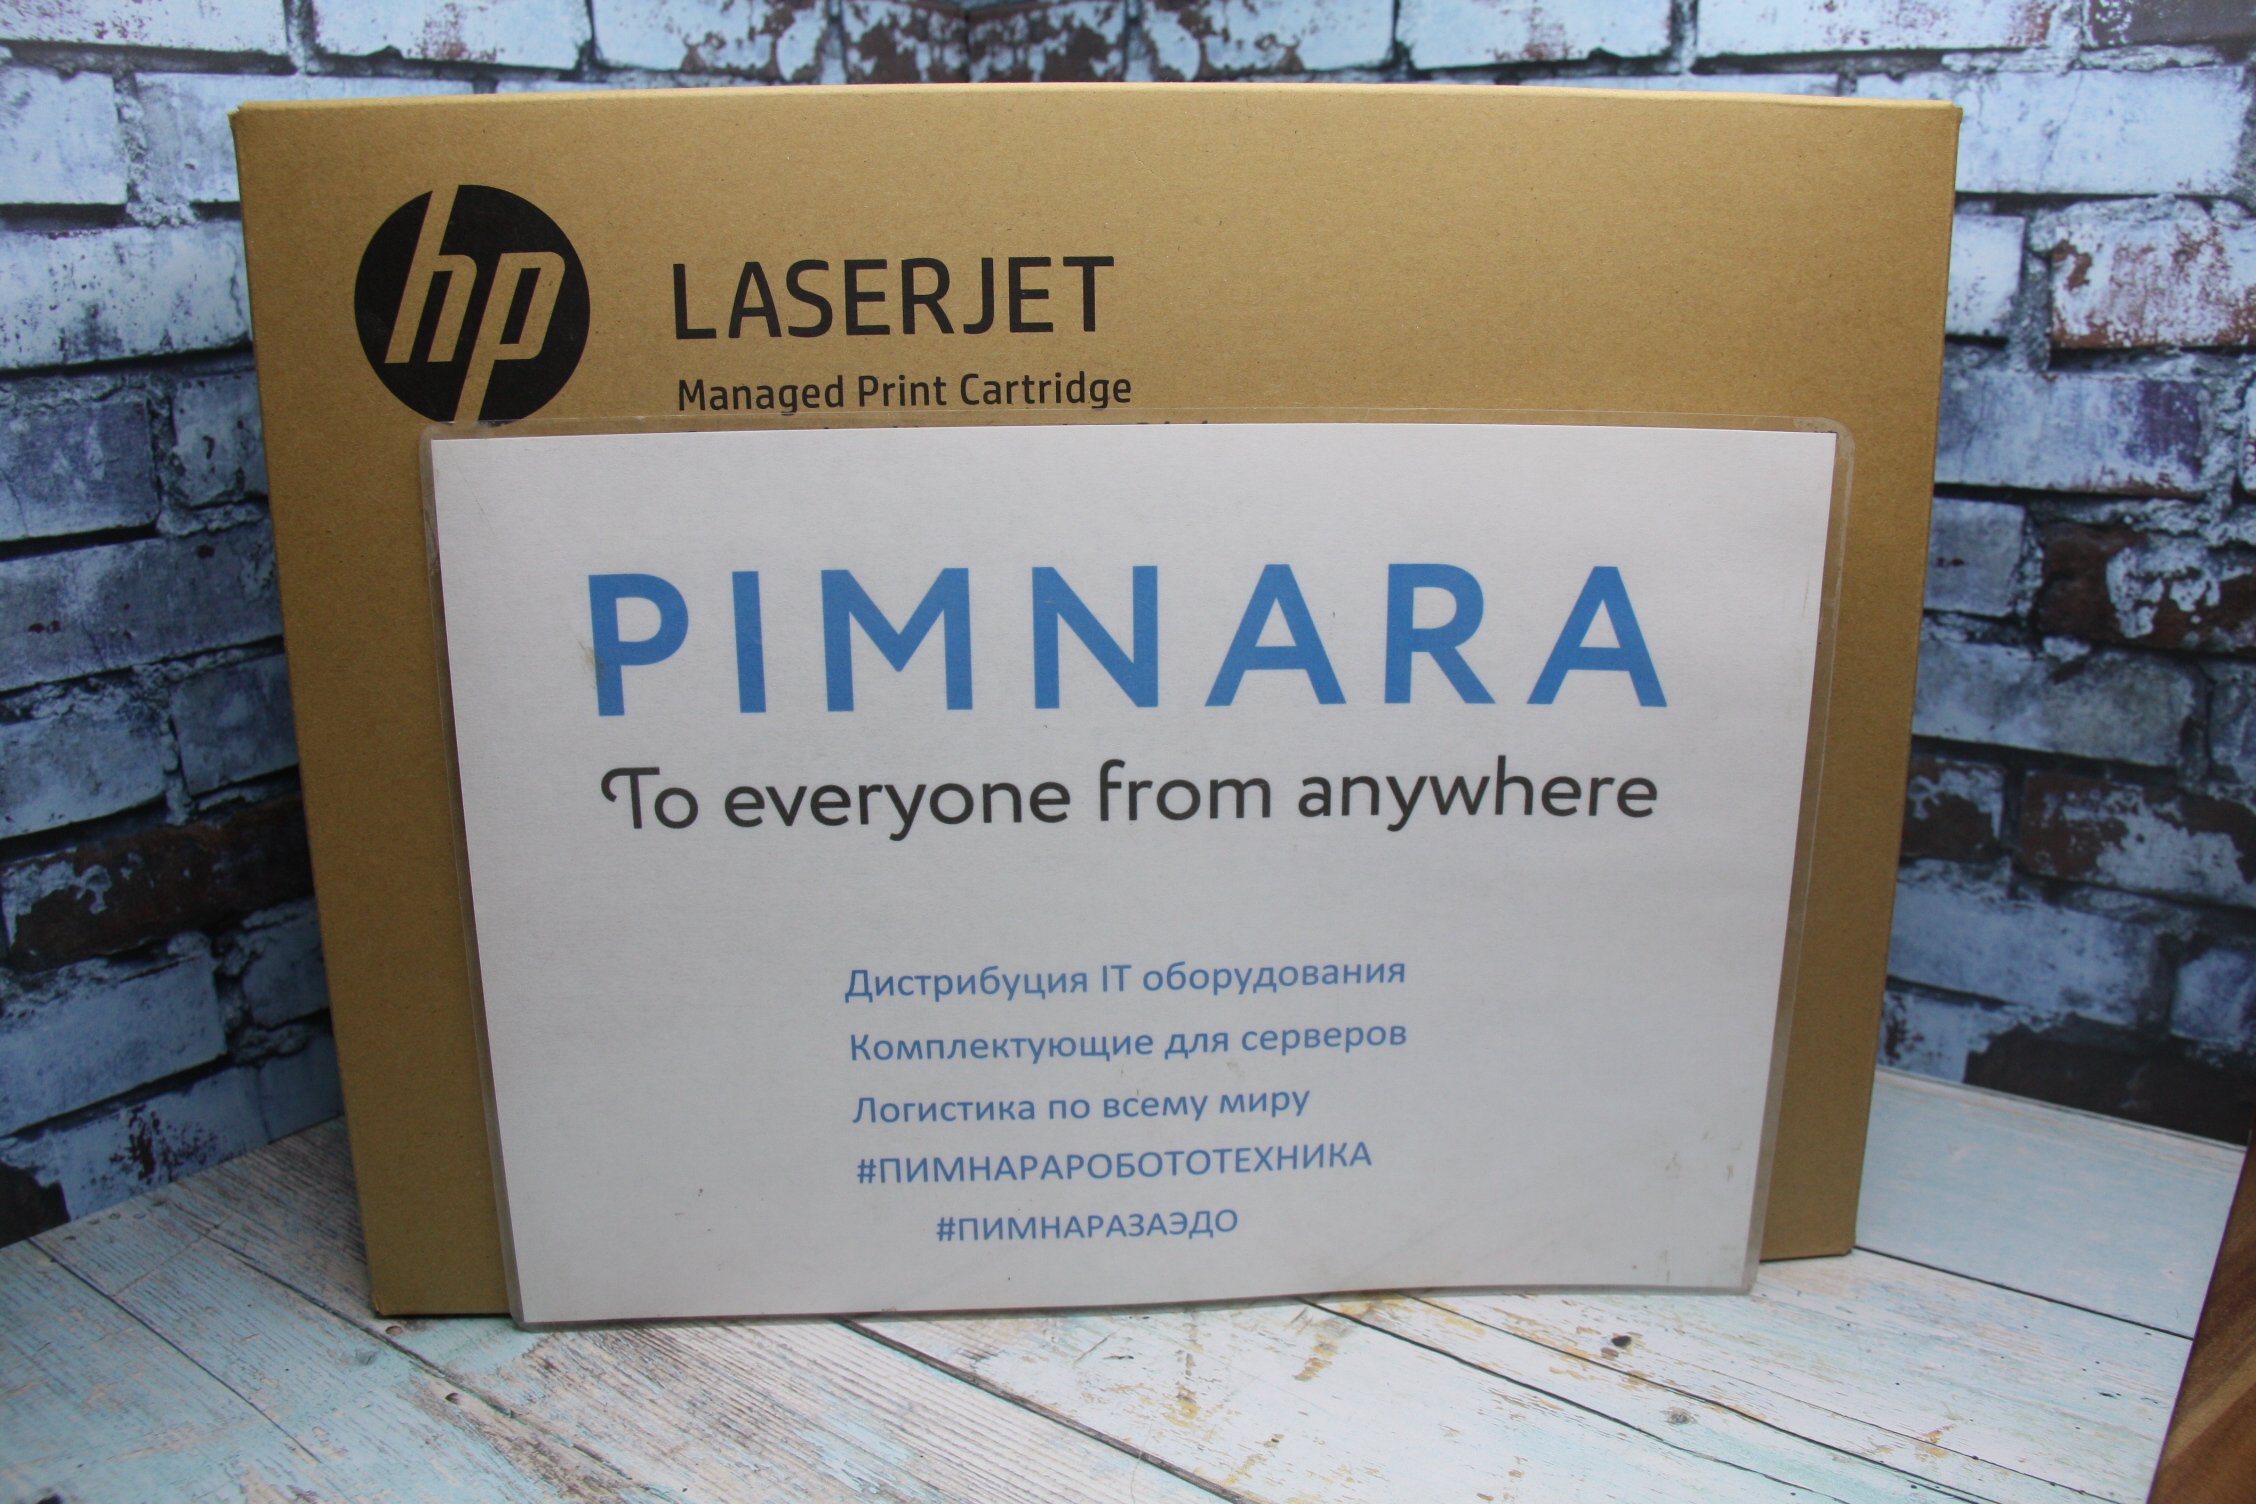 hp
LASERJET
Managed Print Cartridge
PIMNARA
To everyone from anywhere
Дистрибуция IT оборудования
Комплектующие для серверов
Логистика по всему миру
#ПИМНАРАРОБОТОТЕХНИКА
#ПИМНАРАЗАЭДО